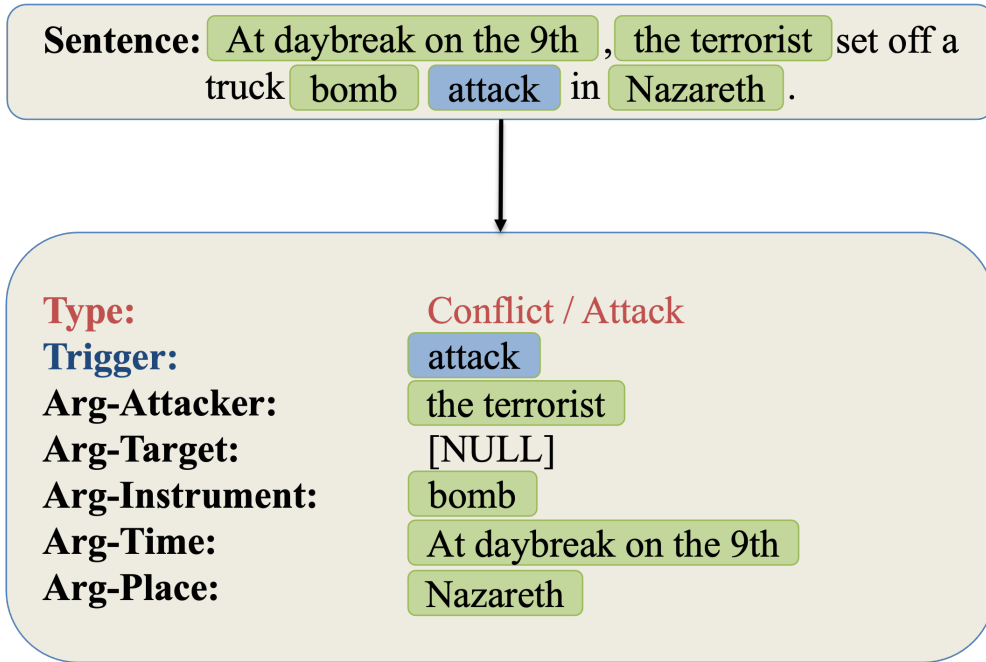 Sentence: At daybreak on the 9th , the terrorist set off a
truck bomb attack in Nazareth .
Type: Conflict / Attack
Trigger: attack
Arg-Attacker: the terrorist
Arg-Target: [NULL]
Arg-Instrument: bomb
Arg-Time: At daybreak on the 9th
Arg-Place: Nazareth